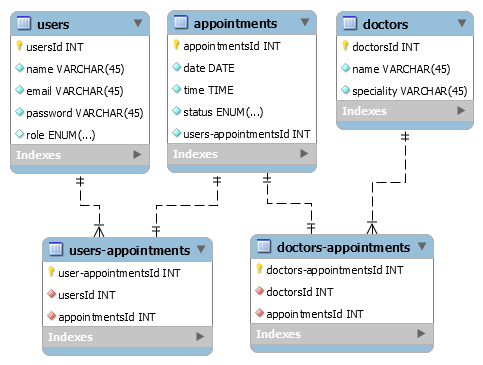 users
usersId INT
name VARCHAR(45)
email VARCHAR(45)
password VARCHAR(45)
role ENUM(...)
Indexes
appointments
appointmentsId INT
date DATE
time TIME
status ENUM(...)
users-appointmentsId INT
Indexes
doctors
doctorsId INT
name VARCHAR(45)
speciality VARCHAR(45)
Indexes
users-appointments
user-appointmentsId INT
usersId INT
appointmentsId INT
Indexes
doctors-appointments
doctors-appointmentsId INT
doctorsId INT
appointmentsId INT
Indexes